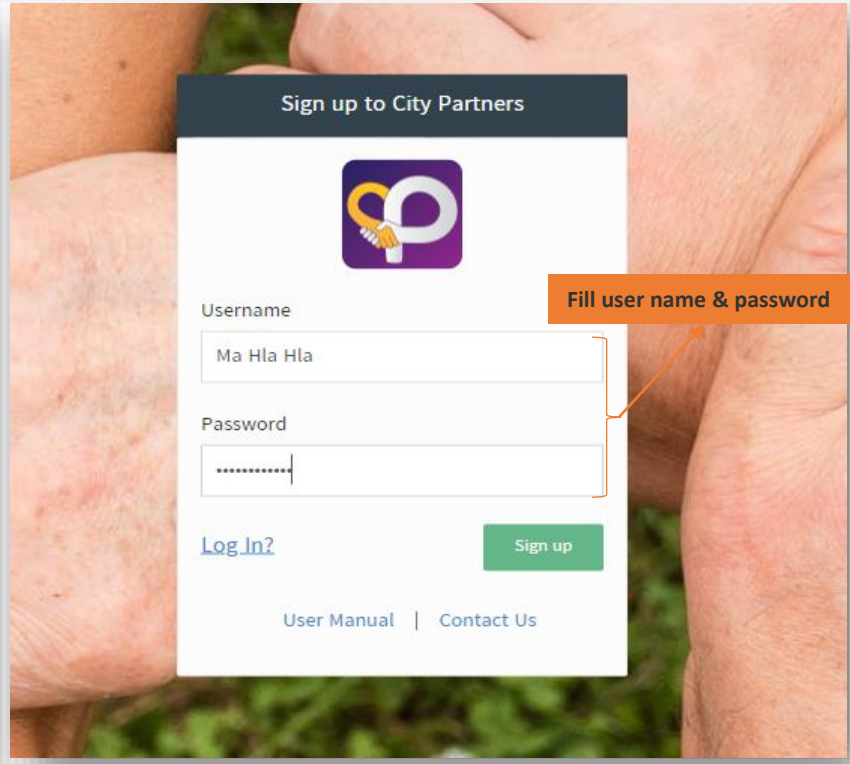 Sign up to City Partners
Fill user name & password
Username
Ma Hla Hla
Password
••••••••••••
Log In?
Sign up
User Manual | Contact Us